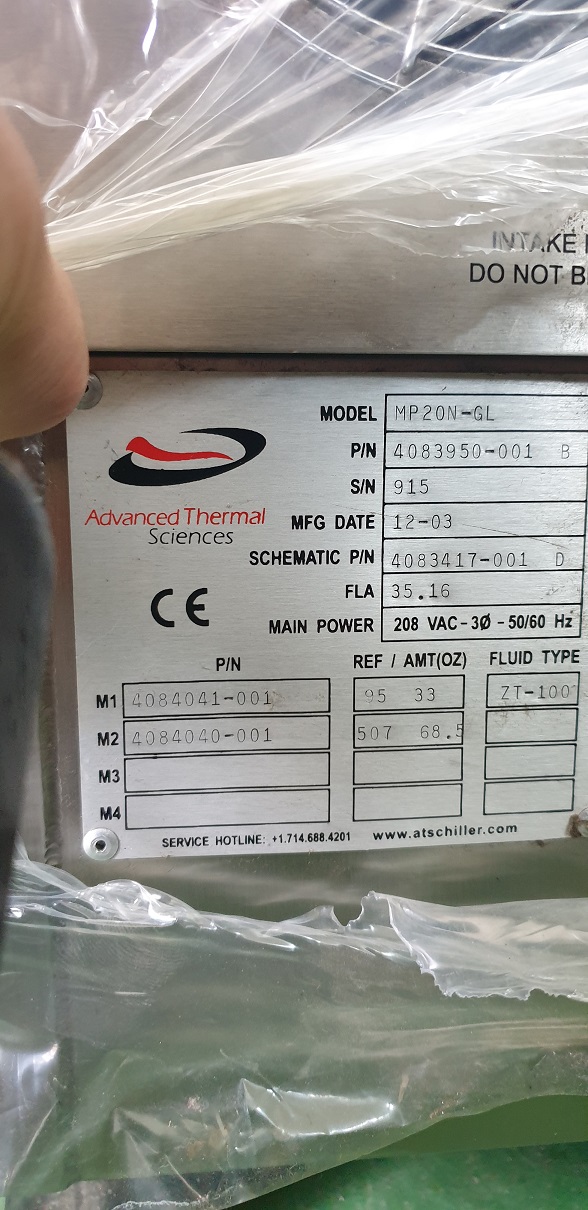 INTAKE
DO NOT B
Advanced Thermal
Sciences
CE
MODEL MP20N-GL
P/N 4083950-001 B
S/N 915
MFG DATE 12-03
SCHEMATIC P/N 4083417-001 D
FLA 35.16
MAIN POWER 208 VAC-3Ø-50/60 Hz
P/N REF / AMT(OZ) FLUID TYPE
M1 4084041-001 95 33 ZT-100
M2 4084040-001 507 68.5
M3
M4
SERVICE HOTLINE: +1.714.688.4201 www.atschiller.com